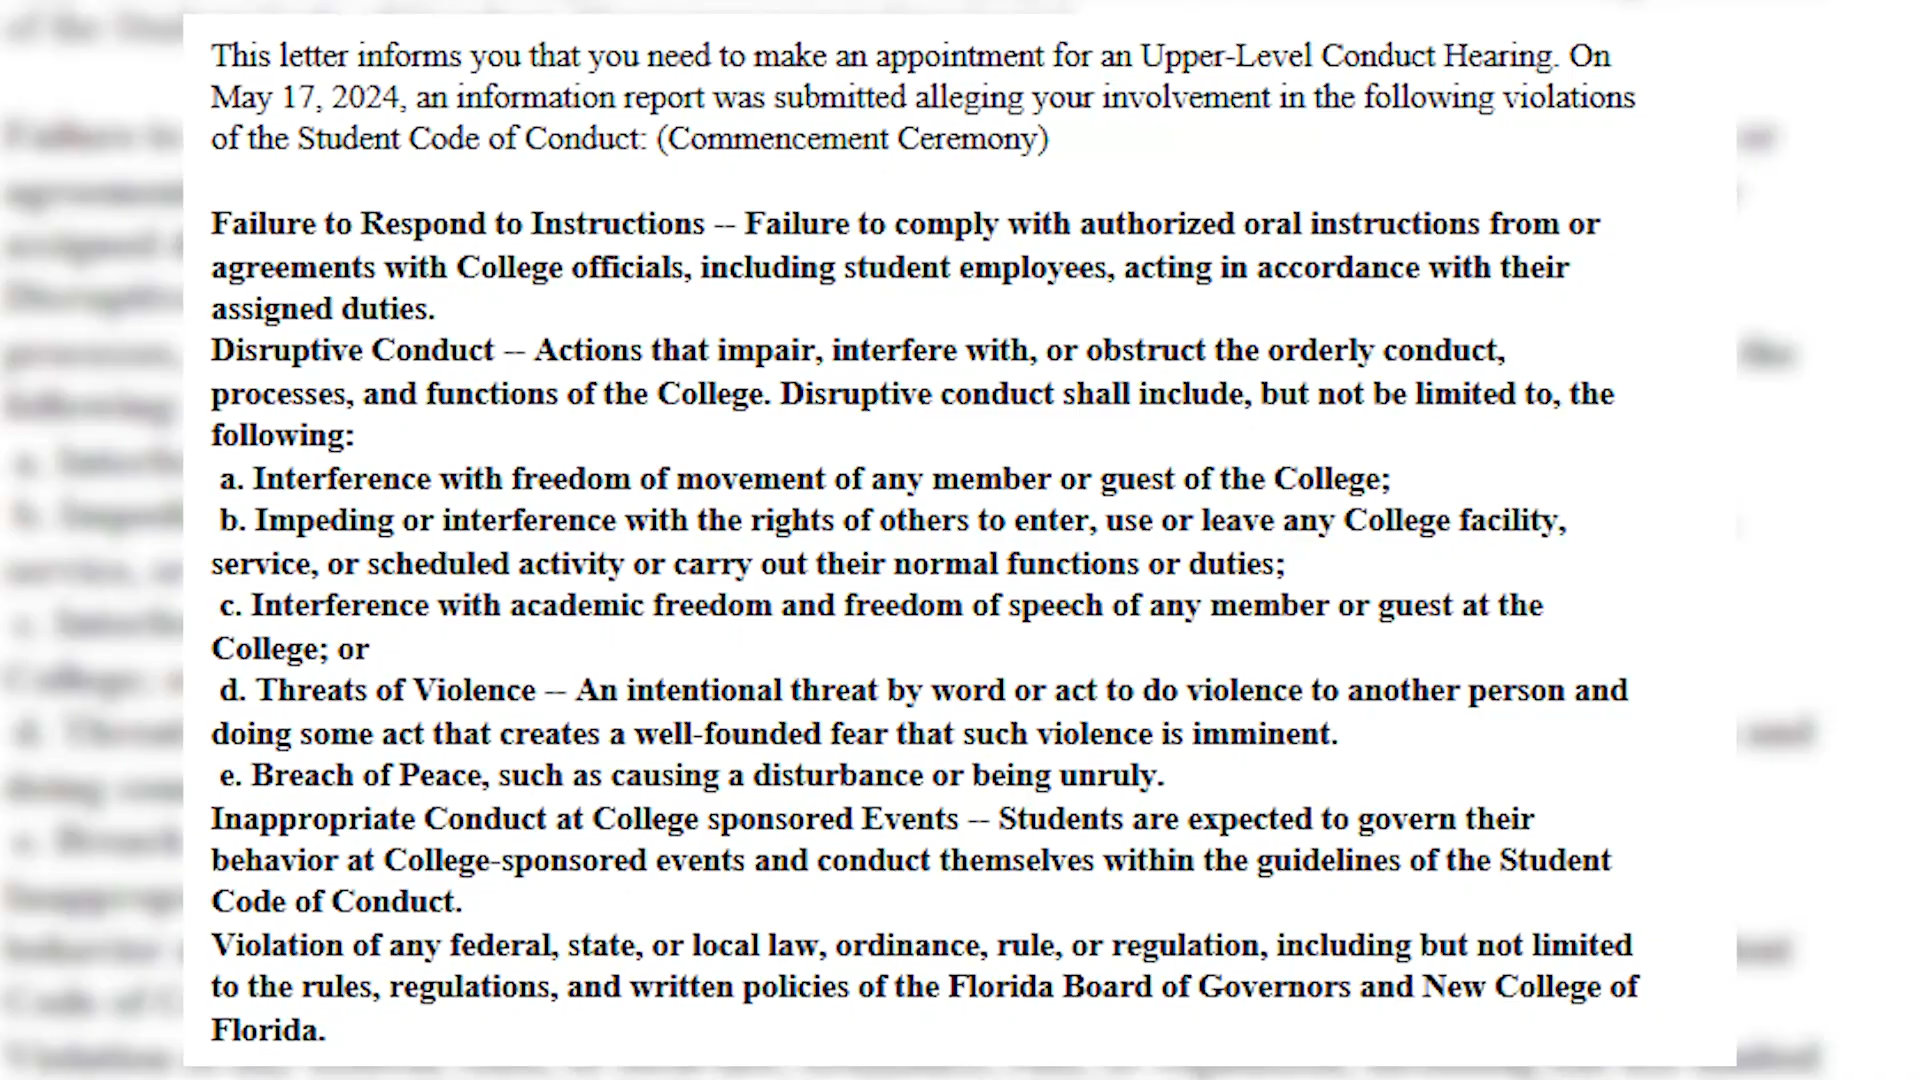 This letter informs you that you need to make an appointment for an Upper-Level Conduct Hearing. On
May 17, 2024, an information report was submitted alleging your involvement in the following violations
of the Student Code of Conduct: (Commencement Ceremony)
Failure to Respond to Instructions -- Failure to comply with authorized oral instructions from or
agreements with College officials, including student employees, acting in accordance with their
assigned duties.
Disruptive Conduct -- Actions that impair, interfere with, or obstruct the orderly conduct,
processes, and functions of the College. Disruptive conduct shall include, but not be limited to, the
following:
a. Interference with freedom of movement of any member or guest of the College;
b. Impeding or interference with the rights of others to enter, use or leave any College facility,
service, or scheduled activity or carry out their normal functions or duties;
c. Interference with academic freedom and freedom of speech of any member or guest at the
College; or
d. Threats of Violence -- An intentional threat by word or act to do violence to another person and
doing some act that creates a well-founded fear that such violence is imminent.
e. Breach of Peace, such as causing a disturbance or being unruly.
Inappropriate Conduct at College sponsored Events -- Students are expected to govern their
behavior at College-sponsored events and conduct themselves within the guidelines of the Student
Code of Conduct.
Violation of any federal, state, or local law, ordinance, rule, or regulation, including but not limited
to the rules, regulations, and written policies of the Florida Board of Governors and New College of
Florida.